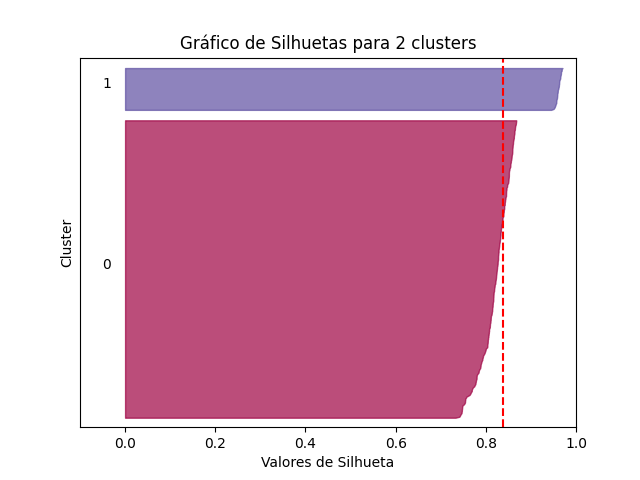 Gráfico de Silhuetas para 2 clusters
1
0
Cluster
0.0 0.2 0.4 0.6 0.8 1.0
Valores de Silhueta